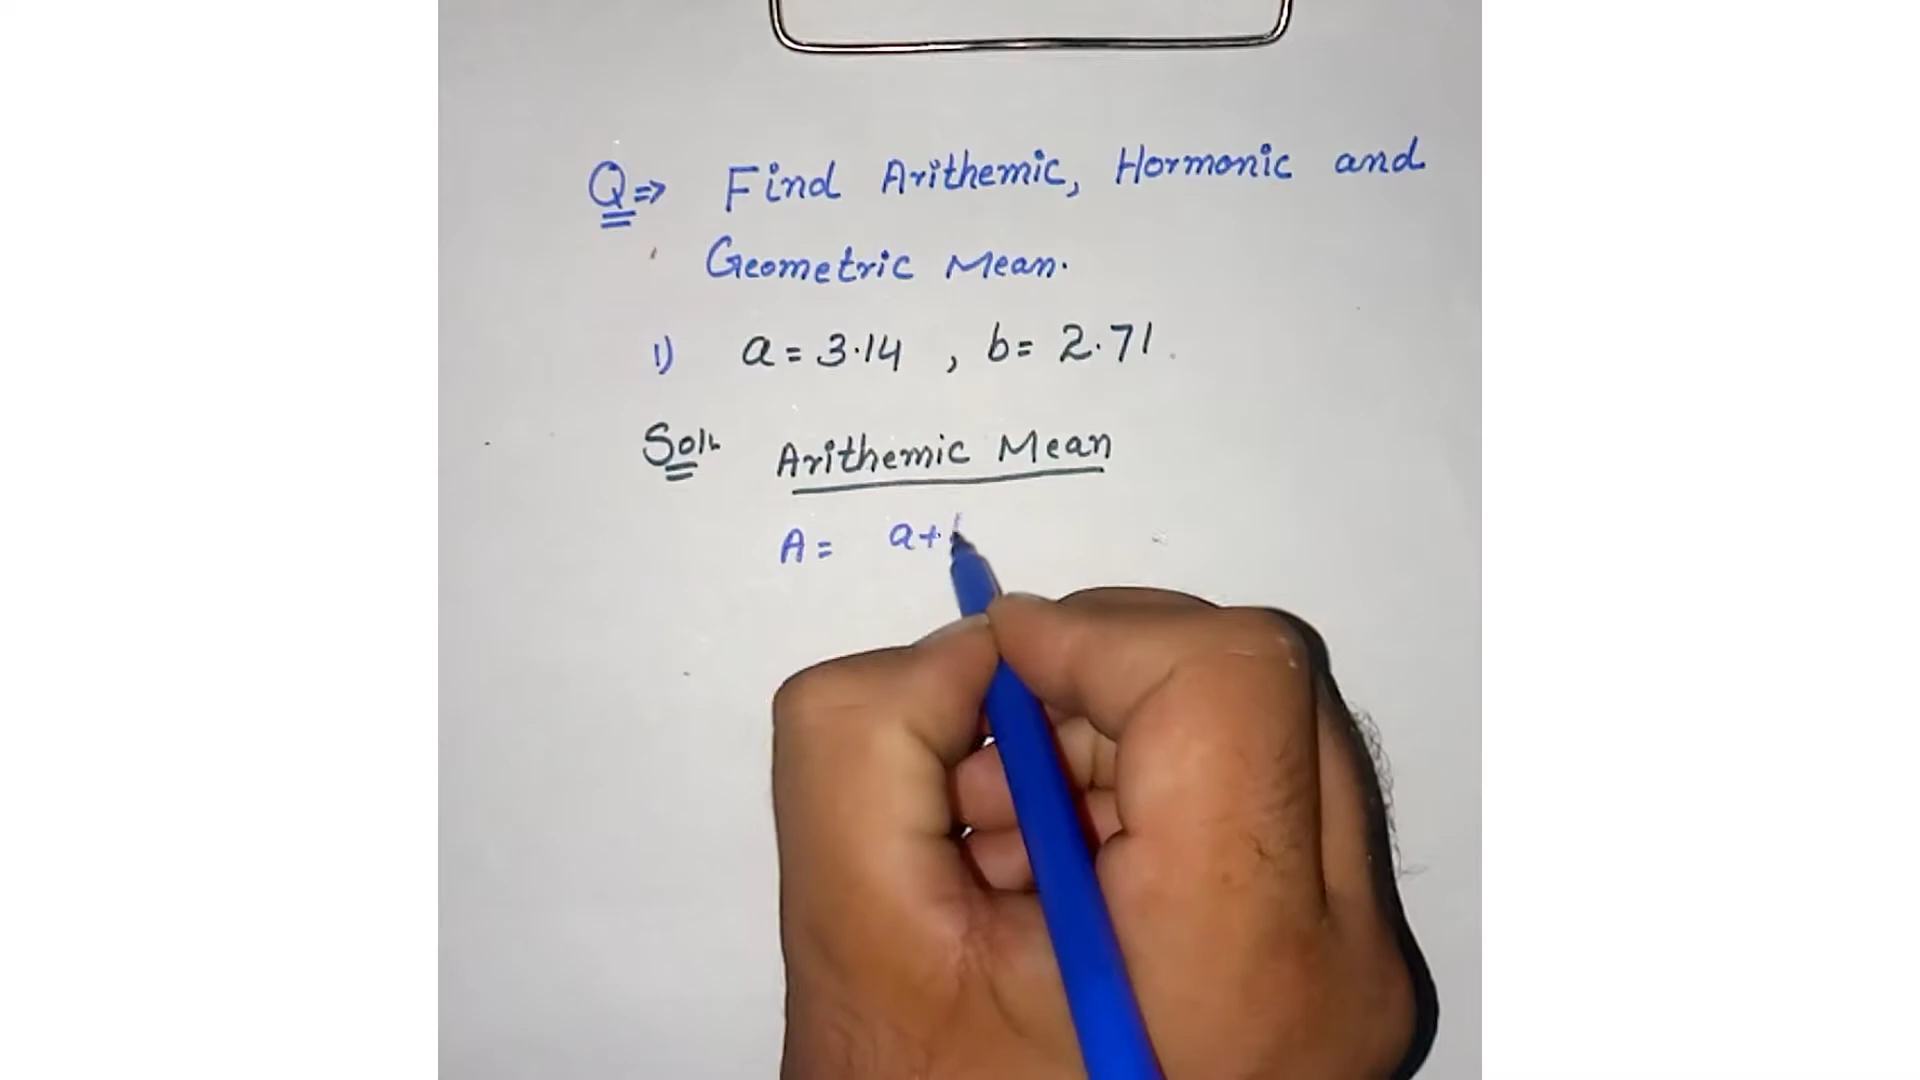 Q⇒ Find Arithemic, Hormonic and
Geometric Mean.
1) a = 3.14 , b = 2.71
Soln Arithemic Mean
A = a+